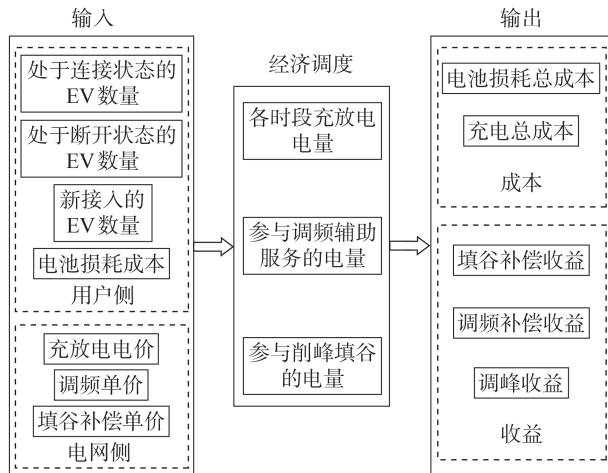 输入
处于连接状态的
EV数量
处于断开状态的
EV数量
新接入的
EV数量
电池损耗成本
用户侧
充放电电价
调频单价
填谷补偿单价
电网侧
经济调度
各时段充放电
电量
参与调频辅助
服务的电量
参与削峰填谷
的电量
输出
电池损耗总成本
充电总成本
成本
填谷补偿收益
调频补偿收益
调峰收益
收益